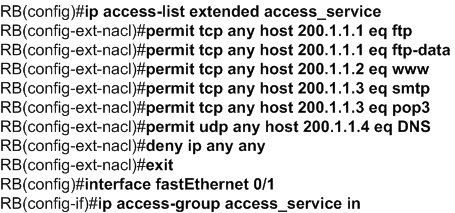 RB(config)#ip access-list extended access_service
RB(config-ext-nacl)#permit tcp any host 200.1.1.1 eq ftp
RB(config-ext-nacl)#permit tcp any host 200.1.1.1 eq ftp-data
RB(config-ext-nacl)#permit tcp any host 200.1.1.2 eq www
RB(config-ext-nacl)#permit tcp any host 200.1.1.3 eq smtp
RB(config-ext-nacl)#permit tcp any host 200.1.1.3 eq pop3
RB(config-ext-nacl)#permit udp any host 200.1.1.4 eq DNS
RB(config-ext-nacl)#deny ip any any
RB(config-ext-nacl)#exit
RB(config)#interface fastEthernet 0/1
RB(config-if)#ip access-group access_service in